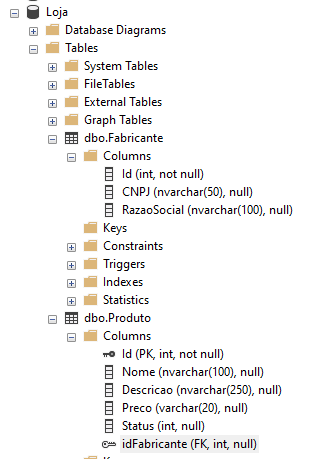 Loja
Database Diagrams
Tables
System Tables
FileTables
External Tables
Graph Tables
dbo.Fabricante
Columns
Id (int, not null)
CNPJ (nvarchar(50), null)
RazaoSocial (nvarchar(100), null)
Keys
Constraints
Triggers
Indexes
Statistics
dbo.Produto
Columns
Id (PK, int, not null)
Nome (nvarchar(100), null)
Descricao (nvarchar(250), null)
Preco (varchar(20), null)
Status (int, null)
idFabricante (FK, int, null)